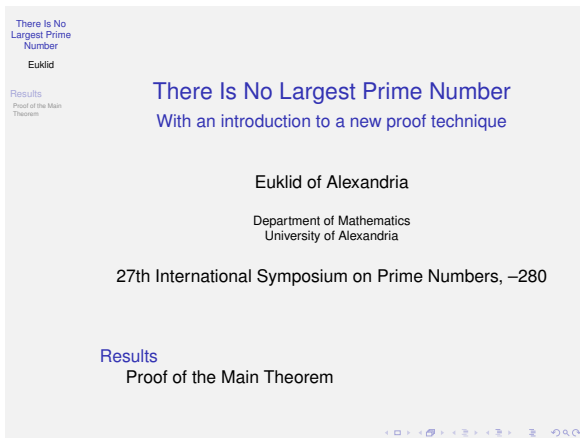 There Is No
Largest Prime
Number
Euklid
Results
Proof of the Main
Theorem
There Is No Largest Prime Number
With an introduction to a new proof technique
Euklid of Alexandria
Department of Mathematics
University of Alexandria
27th International Symposium on Prime Numbers, –280
Results
Proof of the Main Theorem